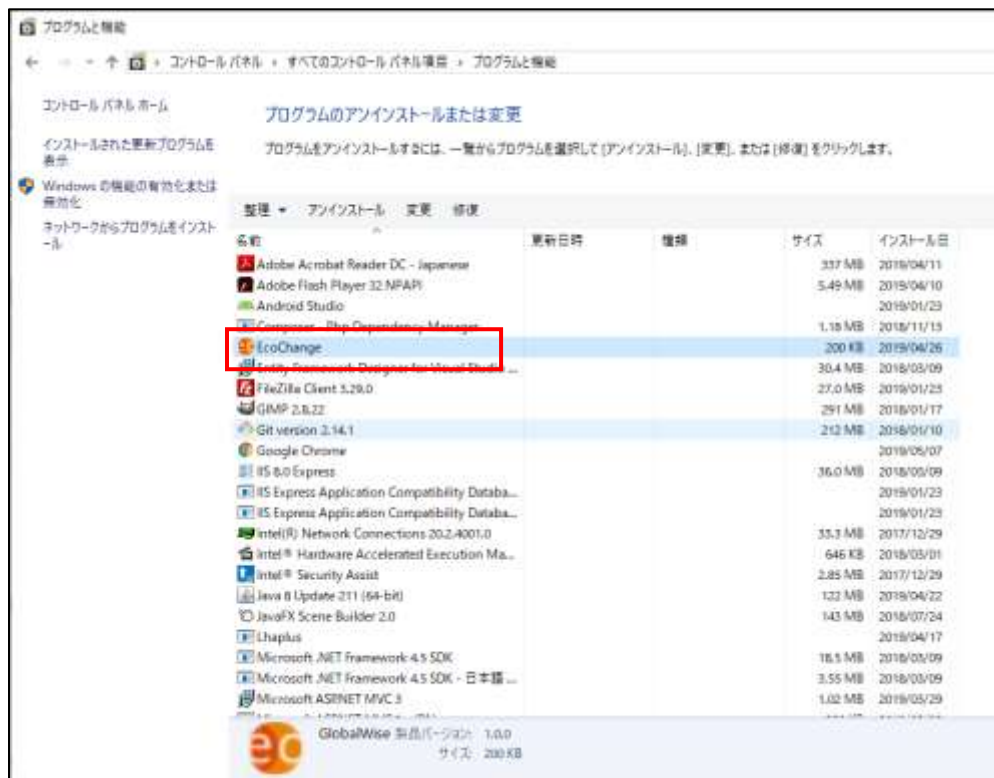 プログラムと機能
コントロール パネル › すべてのコントロール パネル項目 › プログラムと機能
コントロール パネル ホーム
インストールされた更新プログラムを
表示
Windows の機能の有効化または
無効化
ネットワークからプログラムをインスト
ール
プログラムのアンインストールまたは変更
プログラムをアンインストールするには、一覧からプログラムを選択して [アンインストール]、[変更]、または [修復] をクリックします。
整理 アンインストール 変更 修復
名前 更新日時 種類 サイズ インストール日
Adobe Acrobat Reader DC - Japanese 337 MB 2019/04/11
Adobe Flash Player 32 NPAPI 5.49 MB 2019/04/10
Android Studio 2019/01/23
Composer - Php Dependency Manager 1.18 MB 2018/11/13
EcoChange 200 KB 2019/04/26
Entity Framework Designer for Visual Studio ... 30.4 MB 2018/03/09
FileZilla Client 3.29.0 27.0 MB 2019/01/23
GIMP 2.8.22 291 MB 2018/01/17
Git version 2.14.1 212 MB 2018/01/10
Google Chrome 2019/05/07
IIS 8.0 Express 36.0 MB 2018/03/09
IIS Express Application Compatibility Databa... 2019/01/23
IIS Express Application Compatibility Databa... 2019/01/23
Intel(R) Network Connections 20.2.4001.0 33.3 MB 2017/12/29
Intel® Hardware Accelerated Execution Ma... 646 KB 2018/03/01
Intel® Security Assist 2.85 MB 2017/12/29
Java 8 Update 211 (64-bit) 122 MB 2019/04/22
JavaFX Scene Builder 2.0 143 MB 2018/07/24
Lhaplus 2019/04/17
Microsoft .NET Framework 4.5 SDK 18.5 MB 2018/03/09
Microsoft .NET Framework 4.5 SDK - 日本語 ... 3.55 MB 2018/03/09
Microsoft ASP.NET MVC 3 1.02 MB 2019/05/29
ec
GlobalWise 製品バージョン: 1.0.0
サイズ: 200 KB